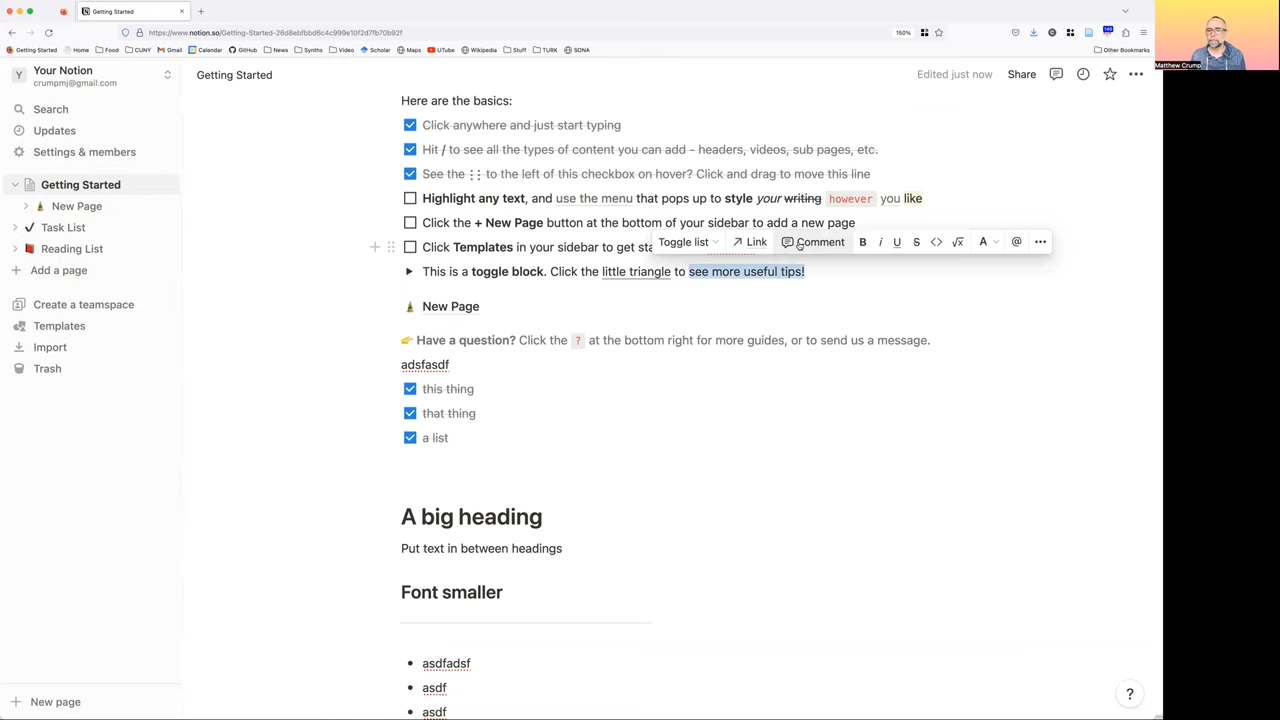 Getting Started
https://www.notion.so/Getting-Started-26d8ebfbbd6c4c999e10f2d7fb70b92f
150%
Getting Started
Home
Food
CUNY
Gmail
Calendar
GitHub
News
Synths
Video
Scholar
Maps
UTube
Wikipedia
Stuff
TURK
SONA
Other Bookmarks
Matthew Crump
Y
Your Notion
crumpmj@gmail.com
Getting Started
Edited just now
Share
Search
Updates
Settings & members
Getting Started
New Page
Task List
Reading List
Add a page
Create a teamspace
Templates
Import
Trash
New page
Here are the basics:
Click anywhere and just start typing
Hit / to see all the types of content you can add - headers, videos, sub pages, etc.
See the ⋮⋮ to the left of this checkbox on hover? Click and drag to move this line
Highlight any text, and use the menu that pops up to style your writing however you like
Click the + New Page button at the bottom of your sidebar to add a new page
Click Templates in your sidebar to get sta
Toggle list
Link
Comment
B
i
U
S
<>
√x
A
@
•••
This is a toggle block. Click the little triangle to see more useful tips!
New Page
👉 Have a question? Click the ? at the bottom right for more guides, or to send us a message.
adsfasdf
this thing
that thing
a list
A big heading
Put text in between headings
Font smaller
• asdfadsf
• asdf
• asdf
?